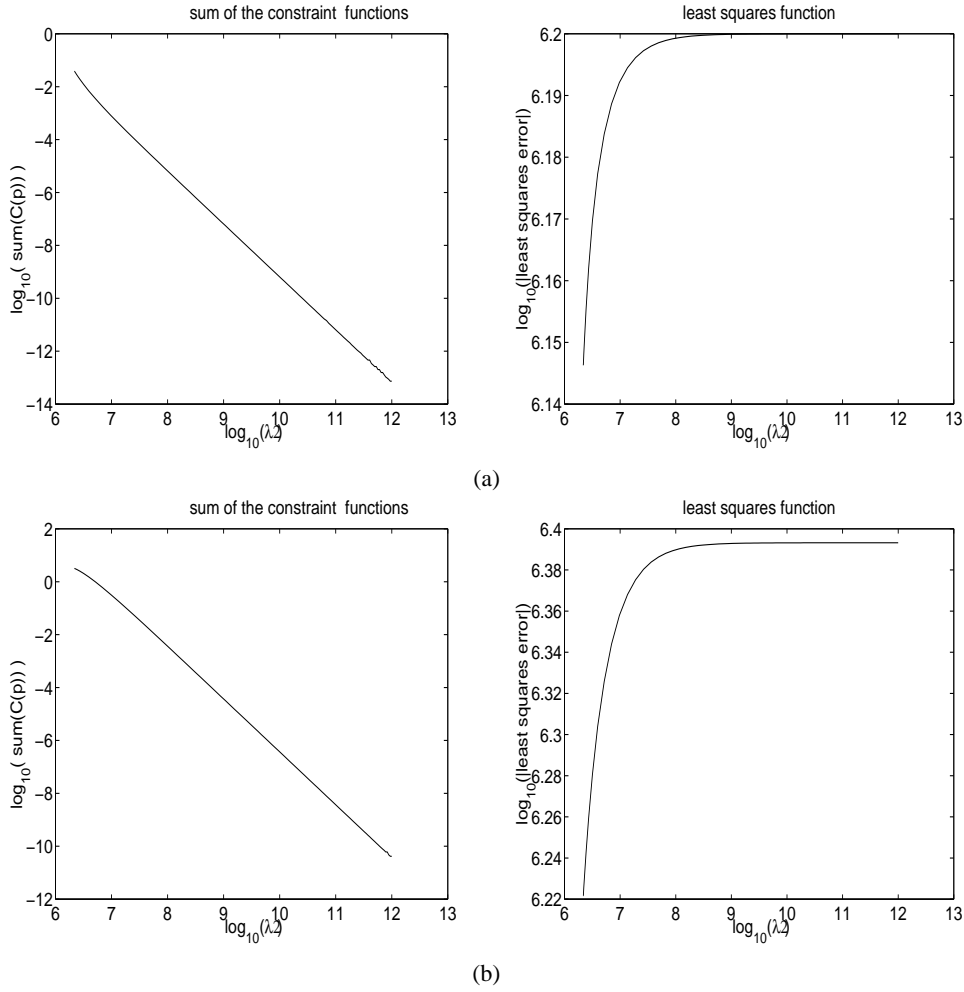 sum of the constraint functions
0
−2
−4
−6
−8
−10
−12
−14
6 7 8 9 10 11 12 13
log10(λ2)
log10( sum(C(p)) )
least squares function
6.2
6.19
6.18
6.17
6.16
6.15
6.14
6 7 8 9 10 11 12 13
log10(λ2)
log10(|least squares error|)
(a)
sum of the constraint functions
2
0
−2
−4
−6
−8
−10
−12
6 7 8 9 10 11 12 13
log10(λ2)
log10( sum(C(p)) )
least squares function
6.4
6.38
6.36
6.34
6.32
6.3
6.28
6.26
6.24
6.22
6 7 8 9 10 11 12 13
log10(λ2)
log10(|least squares error|)
(b)